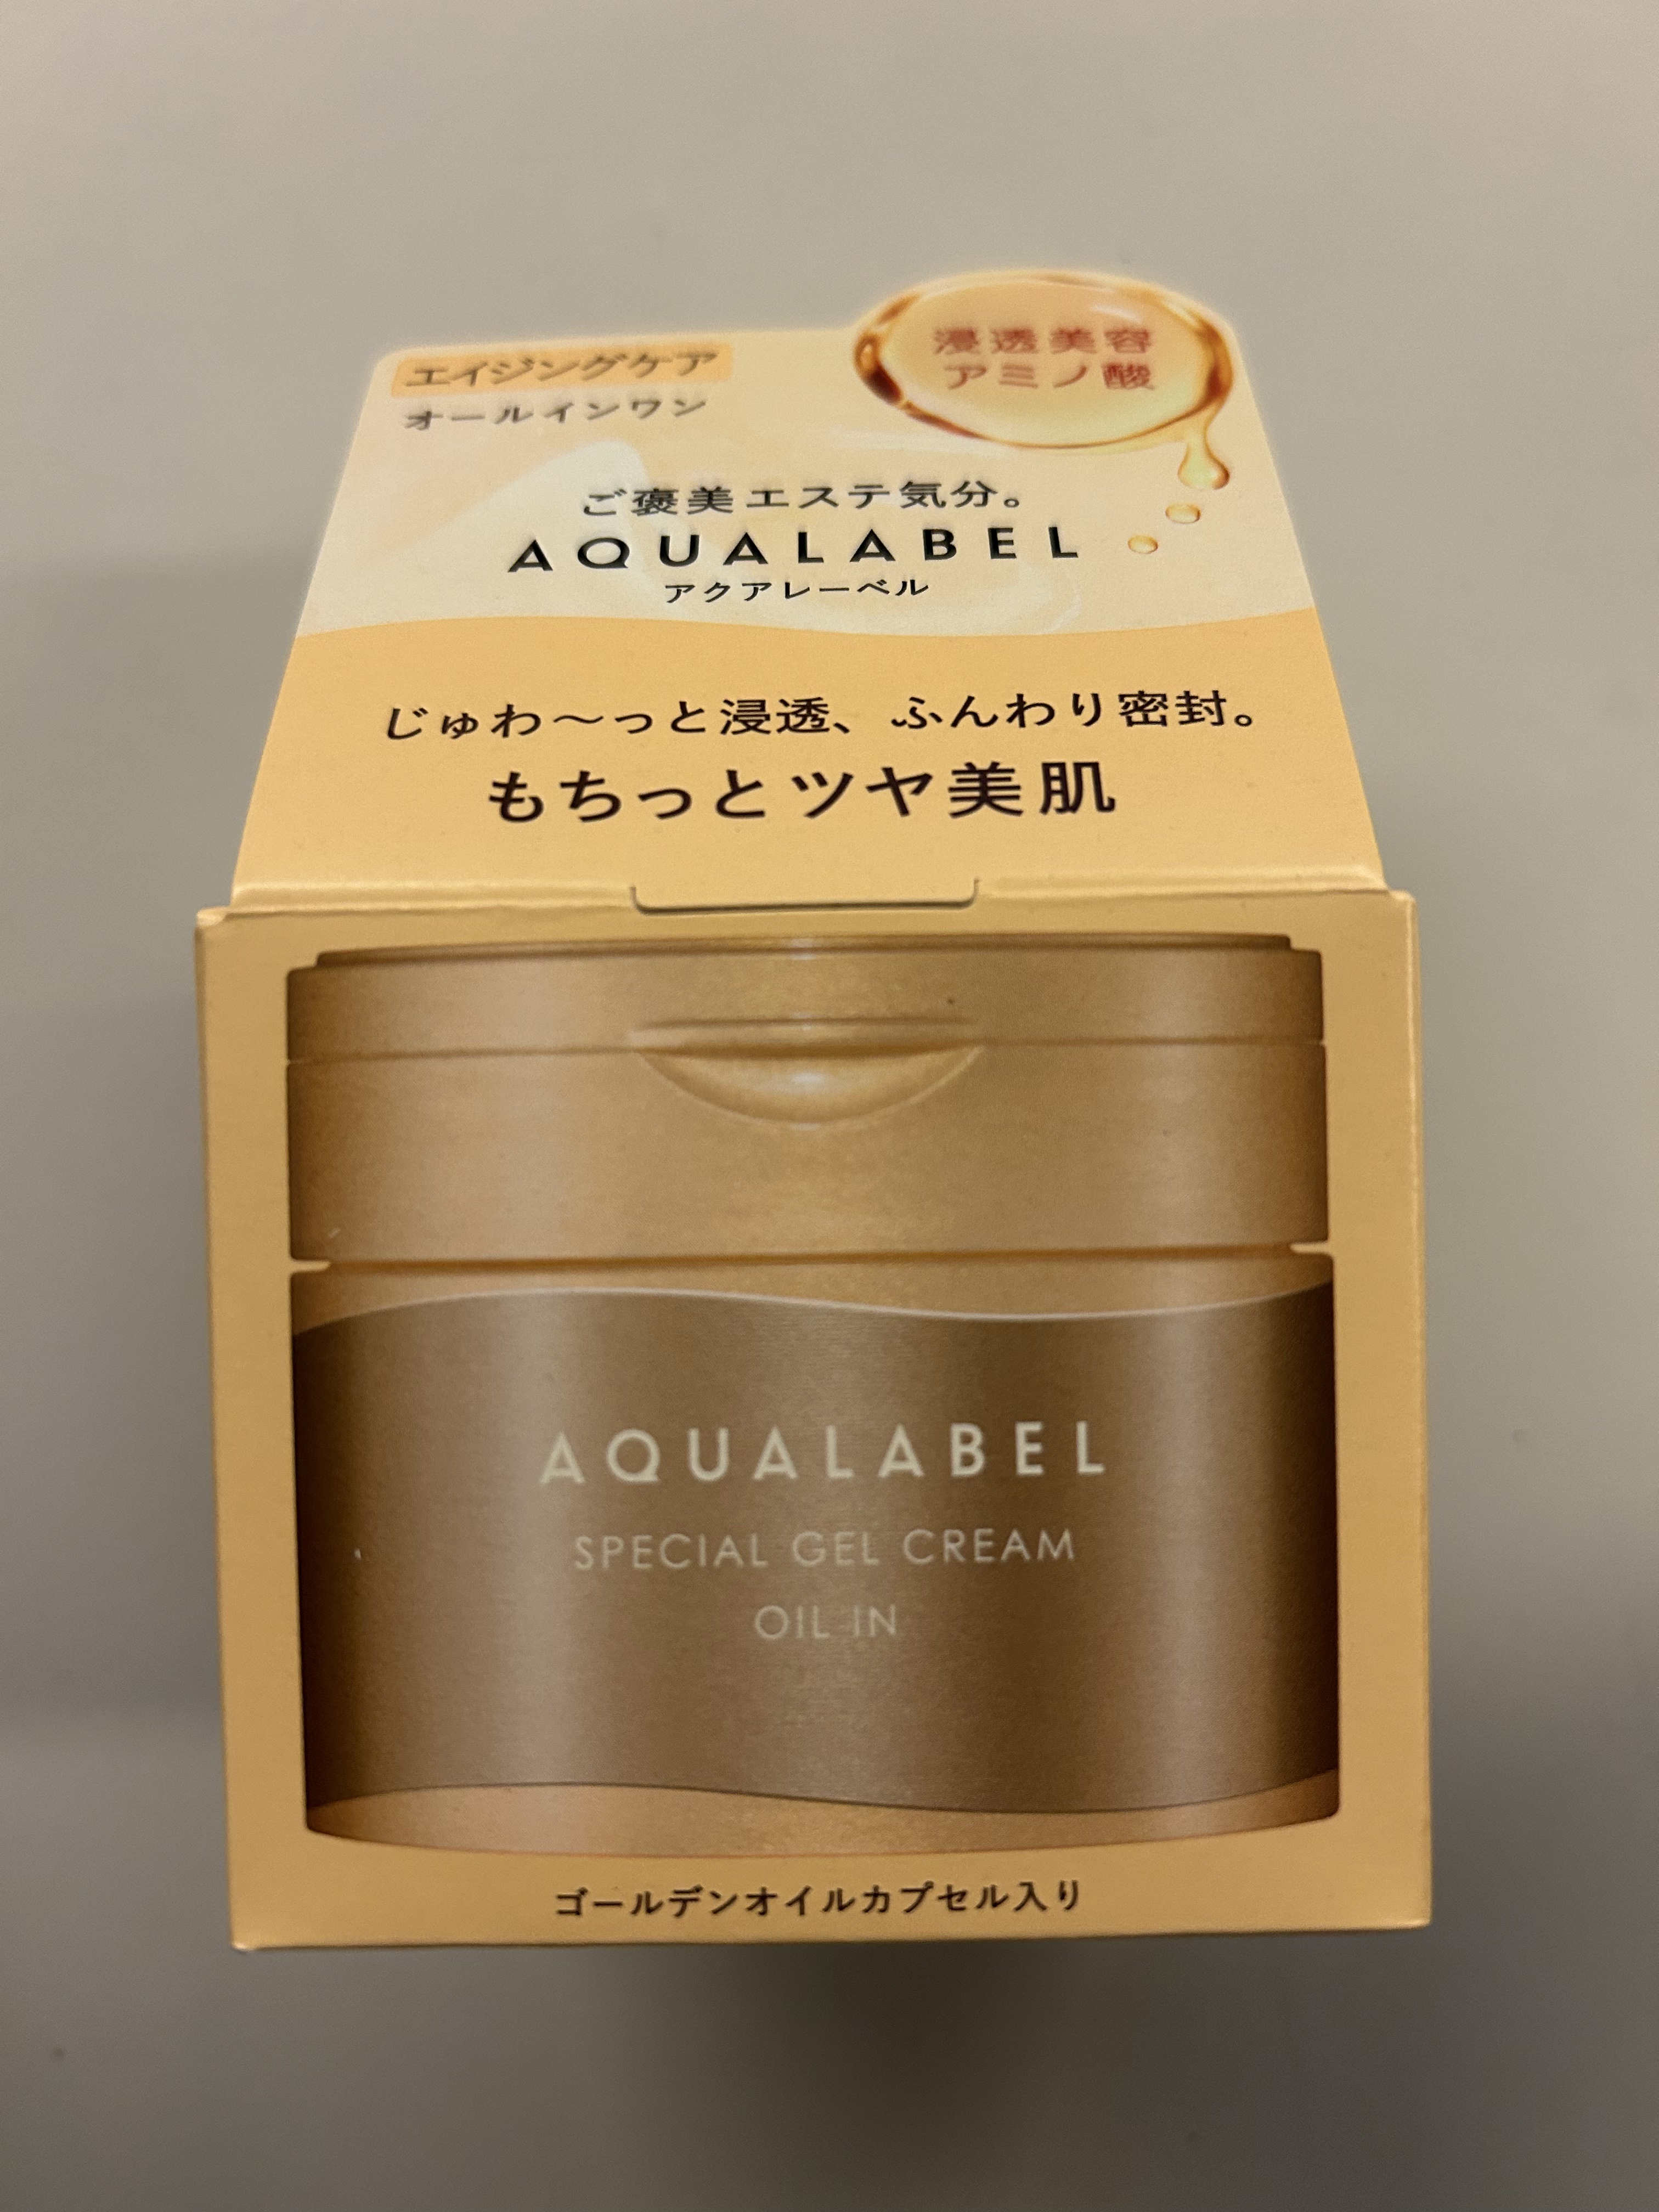 エイジングケア
オールインワン
浸透美容
アミノ酸
ご褒美エステ気分。
AQUALABEL
アクアレーベル
じゅわ〜っと浸透、ふんわり密封。
もちっとツヤ美肌
AQUALABEL
SPECIAL GEL CREAM
OIL IN
ゴールデンオイルカプセル入り